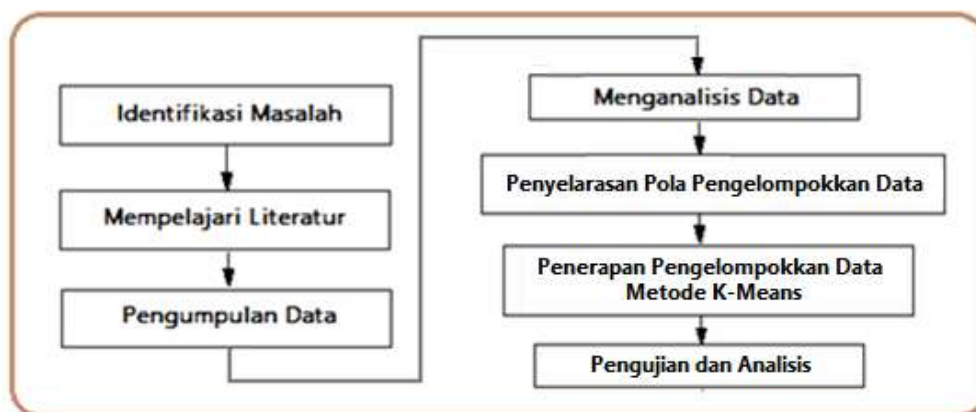 Identifikasi Masalah
Mempelajari Literatur
Pengumpulan Data
Menganalisis Data
Penyelarasan Pola Pengelompokkan Data
Penerapan Pengelompokkan Data
Metode K-Means
Pengujian dan Analisis